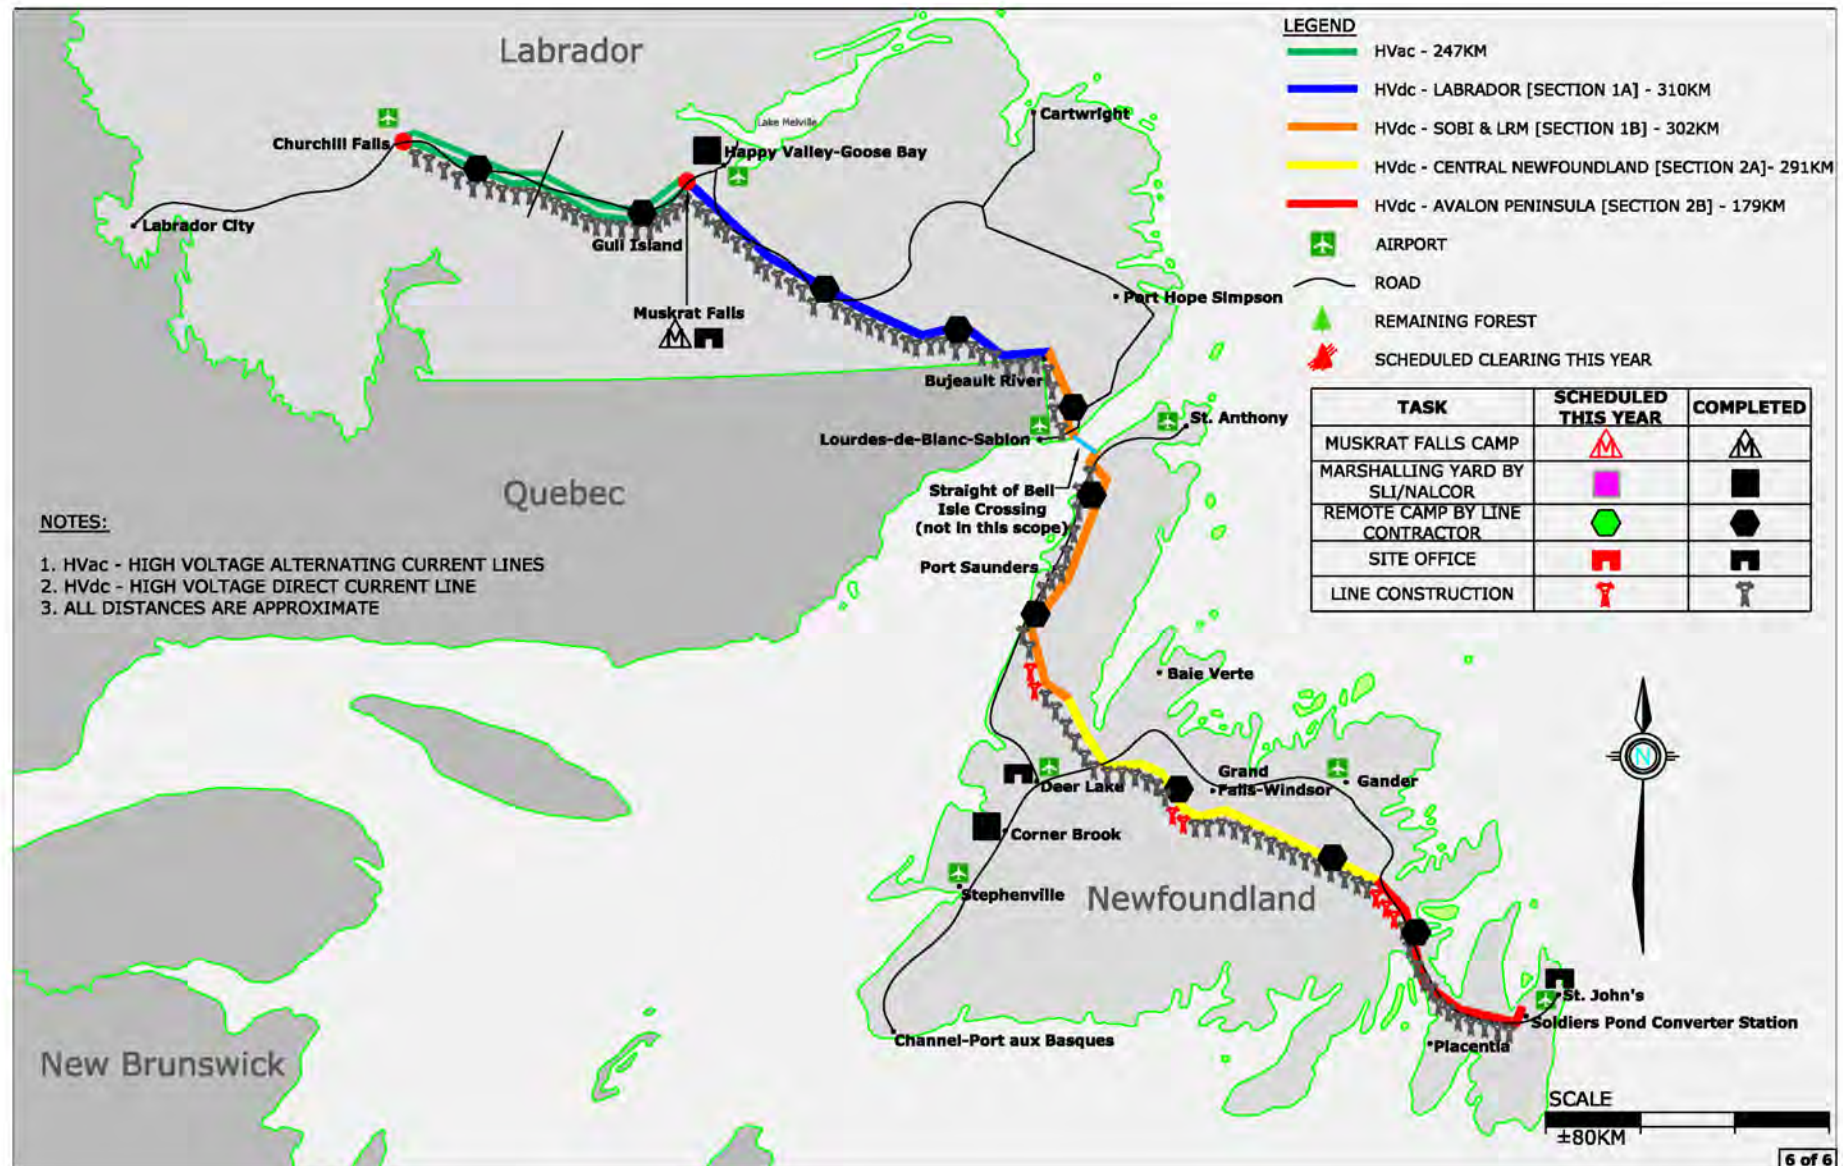 Labrador
Churchill Falls
Labrador City
Gull Island
Lake Melville
Happy Valley-Goose Bay
Cartwright
Muskrat Falls
Port Hope Simpson
Bujeault River
Lourdes-de-Blanc-Sablon
St. Anthony
Quebec
Straight of Bell
Isle Crossing
(not in this scope)
Port Saunders
NOTES:
1. HVac - HIGH VOLTAGE ALTERNATING CURRENT LINES
2. HVdc - HIGH VOLTAGE DIRECT CURRENT LINE
3. ALL DISTANCES ARE APPROXIMATE
LEGEND
HVac - 247KM
HVdc - LABRADOR [SECTION 1A] - 310KM
HVdc - SOBI & LRM [SECTION 1B] - 302KM
HVdc - CENTRAL NEWFOUNDLAND [SECTION 2A]- 291KM
HVdc - AVALON PENINSULA [SECTION 2B] - 179KM
AIRPORT
ROAD
REMAINING FOREST
SCHEDULED CLEARING THIS YEAR
TASK
SCHEDULED
THIS YEAR
COMPLETED
MUSKRAT FALLS CAMP
MARSHALLING YARD BY
SLI/NALCOR
REMOTE CAMP BY LINE
CONTRACTOR
SITE OFFICE
LINE CONSTRUCTION
Baie Verte
Deer Lake
Grand
Falls-Windsor
Gander
Corner Brook
Stephenville
Newfoundland
Channel-Port aux Basques
St. John's
Soldiers Pond Converter Station
Placentia
New Brunswick
N
SCALE
±80KM
6 of 6